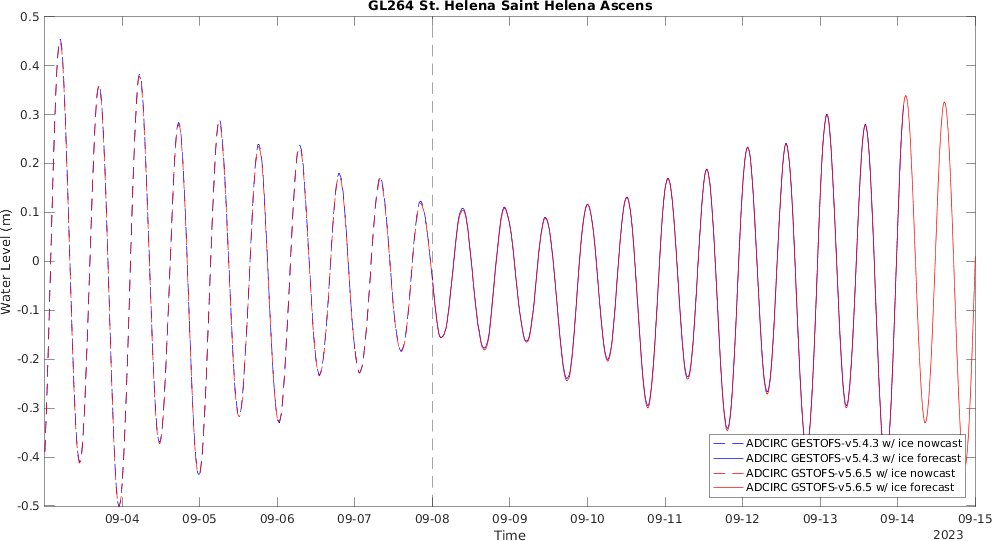 GL264 St. Helena Saint Helena Ascens
0.5
0.4
0.3
0.2
0.1
0
-0.1
-0.2
-0.3
-0.4
-0.5
Water Level (m)
ADCIRC GESTOFS-v5.4.3 w/ ice nowcast
ADCIRC GESTOFS-v5.4.3 w/ ice forecast
ADCIRC GSTOFS-v5.6.5 w/ ice nowcast
ADCIRC GSTOFS-v5.6.5 w/ ice forecast
09-04 09-05 09-06 09-07 09-08 09-09 09-10 09-11 09-12 09-13 09-14 09-15
Time
2023